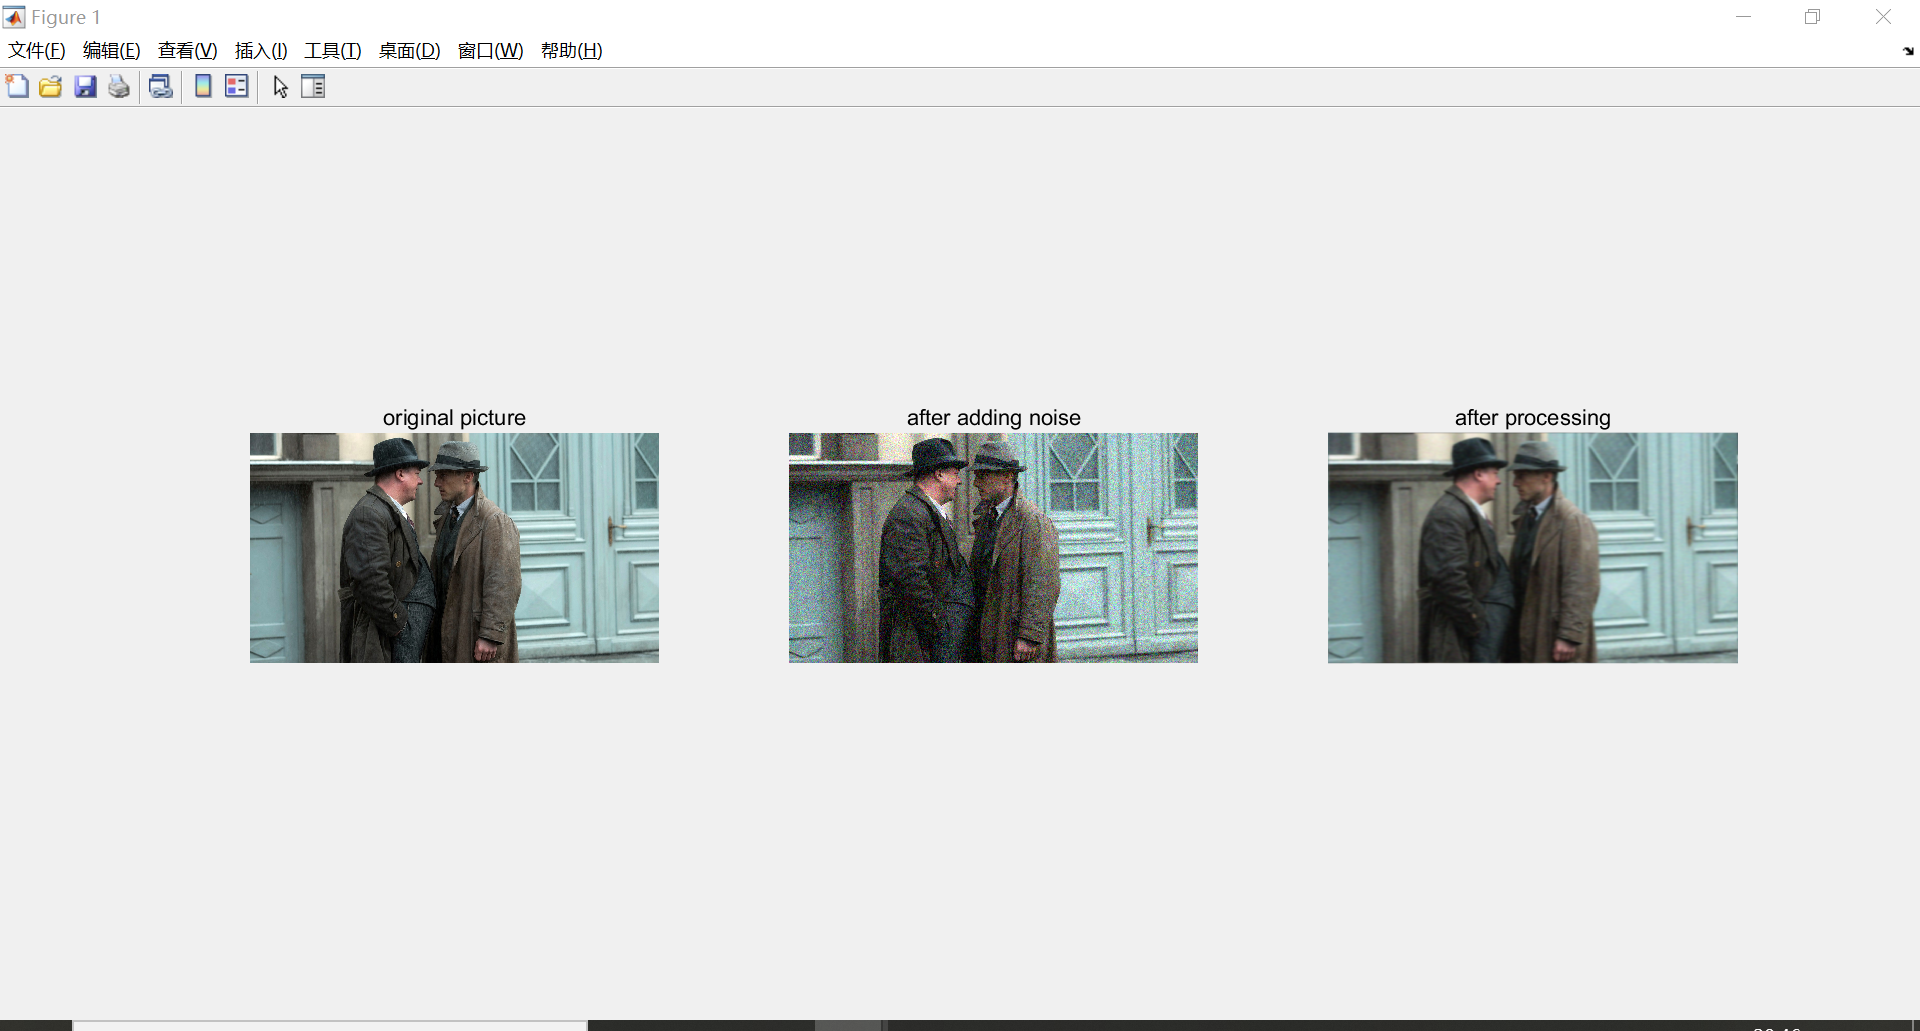 Figure 1
文件(F) 编辑(E) 查看(V) 插入(I) 工具(T) 桌面(D) 窗口(W) 帮助(H)
original picture
after adding noise
after processing